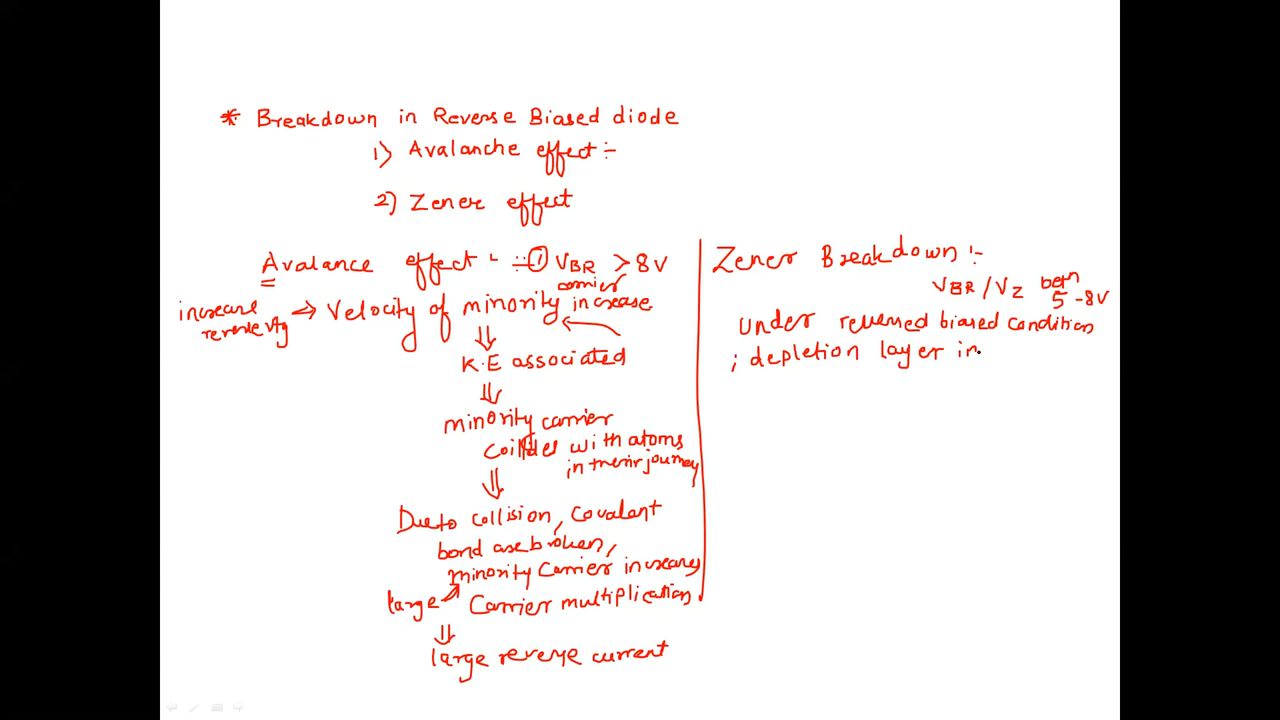 * Breakdown in Reverse Biased diode
1) Avalanche effect :-
2) Zener effect
Avalance effect :- (i) VBR > 8V
increase reverse vtg ⇒ Velocity of minority carrier increase
⇓
K.E associated
⇓
minority carrier
collides with atoms
in their journey
⇓
Due to collision, covalant
bond are broken,
minority carrier increases
large Carrier multiplication
⇓
large reverse current
Zener Breakdown :-
VBR / VZ betn
5 - 8V
Under reversed biased condition
; depletion layer in